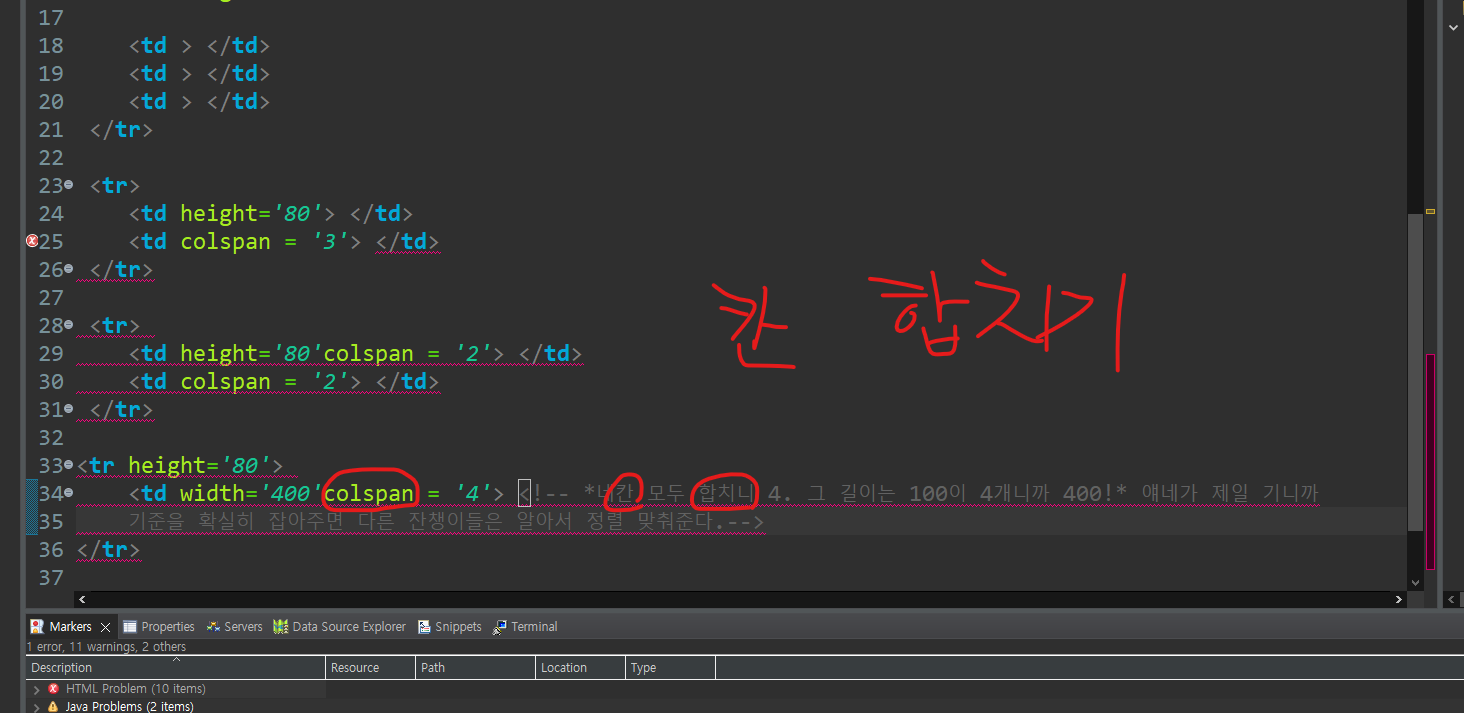 17
18 <td > </td>
19 <td > </td>
20 <td > </td>
21 </tr>
22
23 <tr>
24 <td height='80'> </td>
25 <td colspan = '3'> </td>
26 </tr>
27
칸 합치기
28 <tr>
29 <td height='80'colspan = '2'> </td>
30 <td colspan = '2'> </td>
31 </tr>
32
33 <tr height='80'>
34 <td width='400'colspan = '4'> <!-- *네칸 모두 합치니 4. 그 길이는 100이 4개니까 400!* 얘네가 제일 기니까
35 기준을 확실히 잡아주면 다른 잔챙이들은 알아서 정렬 맞춰준다.-->
36 </tr>
37
Markers Properties Servers Data Source Explorer Snippets Terminal
1 error, 11 warnings, 2 others
Description Resource Path Location Type
HTML Problem (10 items)
Java Problems (2 items)